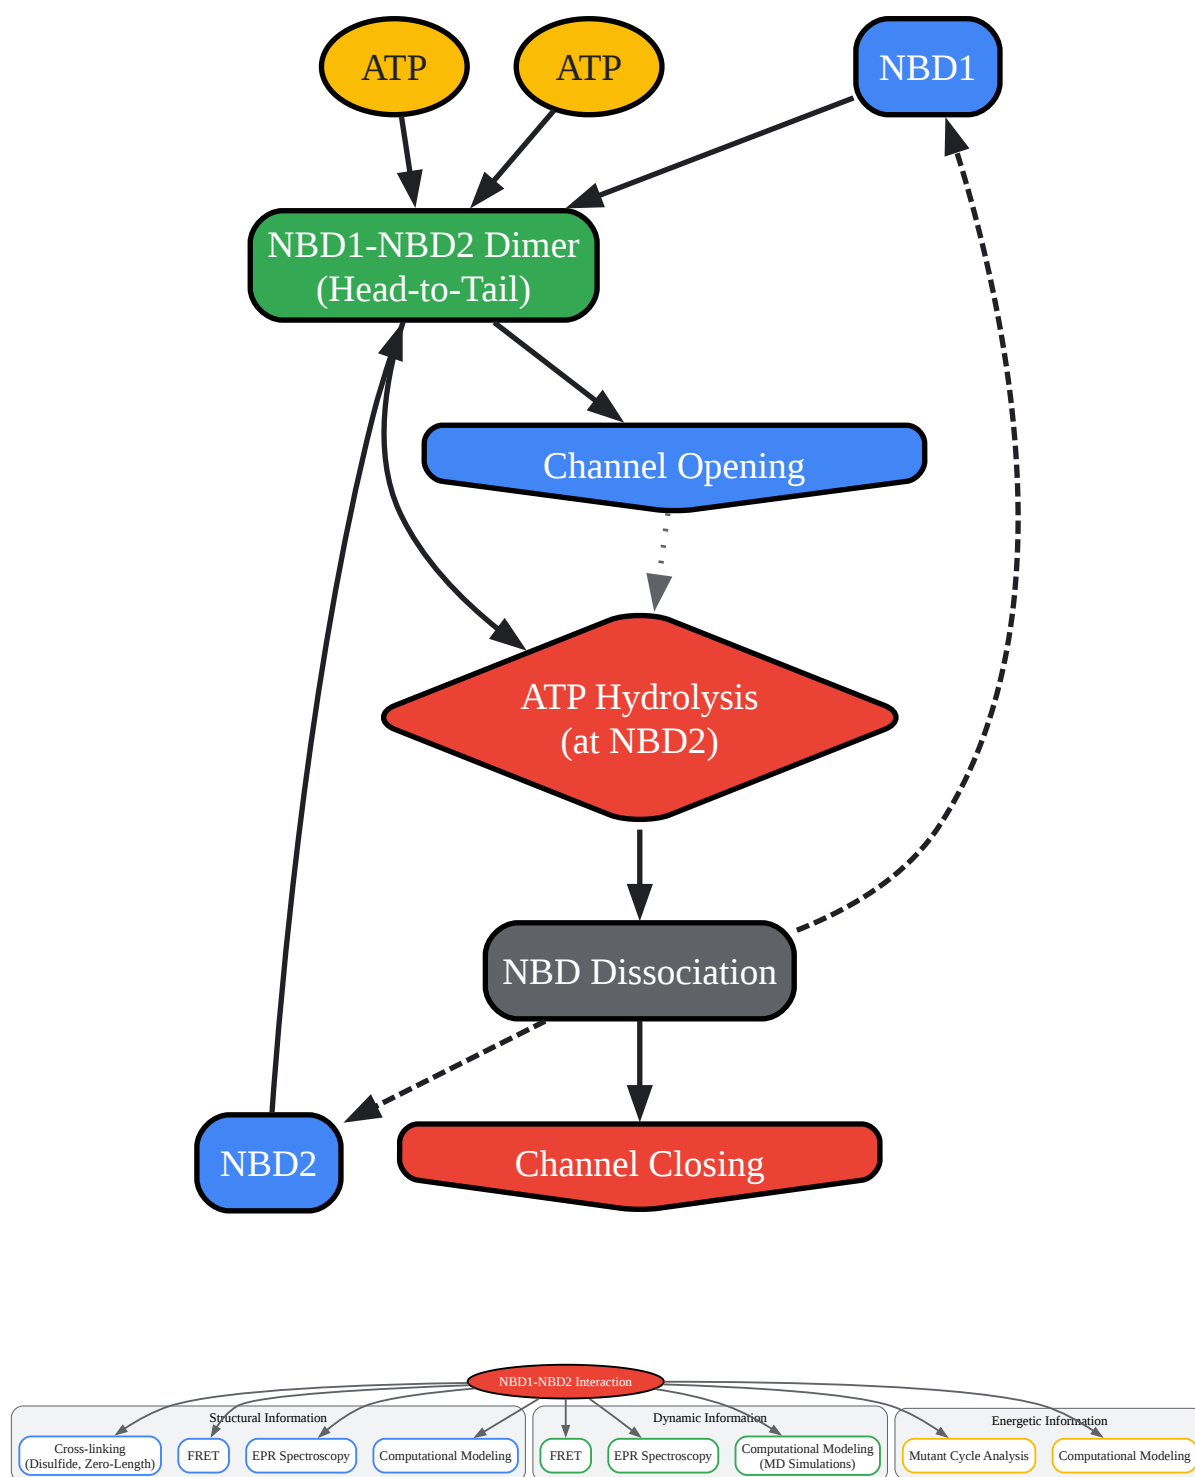 ATP
ATP
NBD1
NBD1-NBD2 Dimer
(Head-to-Tail)
Channel Opening
ATP Hydrolysis
(at NBD2)
NBD Dissociation
NBD2
Channel Closing
NBD1-NBD2 Interaction
Structural Information
Cross-linking
(Disulfide, Zero-Length)
FRET
EPR Spectroscopy
Computational Modeling
Dynamic Information
FRET
EPR Spectroscopy
Computational Modeling
(MD Simulations)
Energetic Information
Mutant Cycle Analysis
Computational Modeling